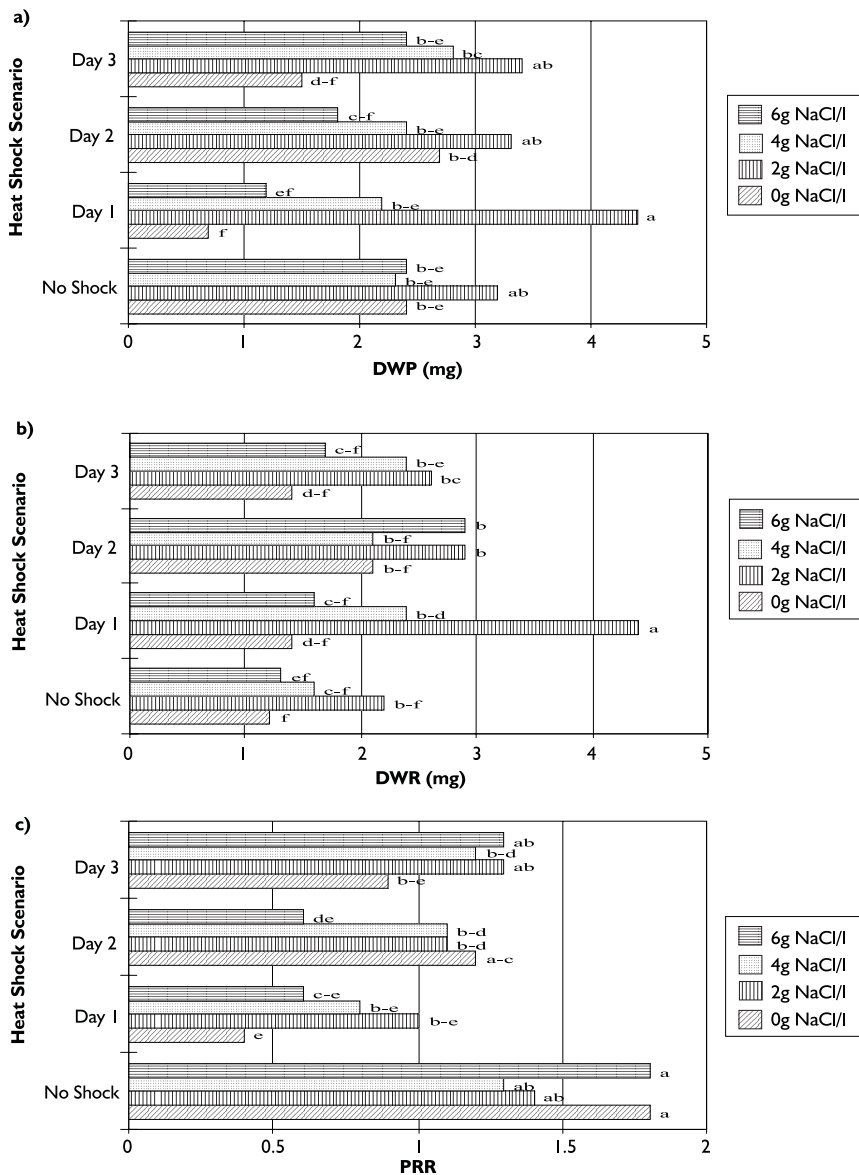 a)
Heat Shock Scenario
Day 3
b-e
bc
ab
d-f
Day 2
c-f
b-e
ab
b-d
Day 1
ef
b-e
a
f
No Shock
b-e
b-e
ab
b-e
0 1 2 3 4 5
DWP (mg)
6g NaCl/l
4g NaCl/l
2g NaCl/l
0g NaCl/l
b)
Heat Shock Scenario
Day 3
c-f
b-e
bc
d-f
Day 2
b
b-f
b
b-f
Day 1
c-f
b-d
a
d-f
No Shock
ef
c-f
b-f
f
0 1 2 3 4 5
DWR (mg)
6g NaCl/l
4g NaCl/l
2g NaCl/l
0g NaCl/l
c)
Heat Shock Scenario
Day 3
ab
b-d
ab
b-e
Day 2
de
b-d
b-d
a-c
Day 1
c-e
b-e
b-e
e
No Shock
a
ab
ab
a
0 0.5 1 1.5 2
PRR
6g NaCl/l
4g NaCl/l
2g NaCl/l
0g NaCl/l